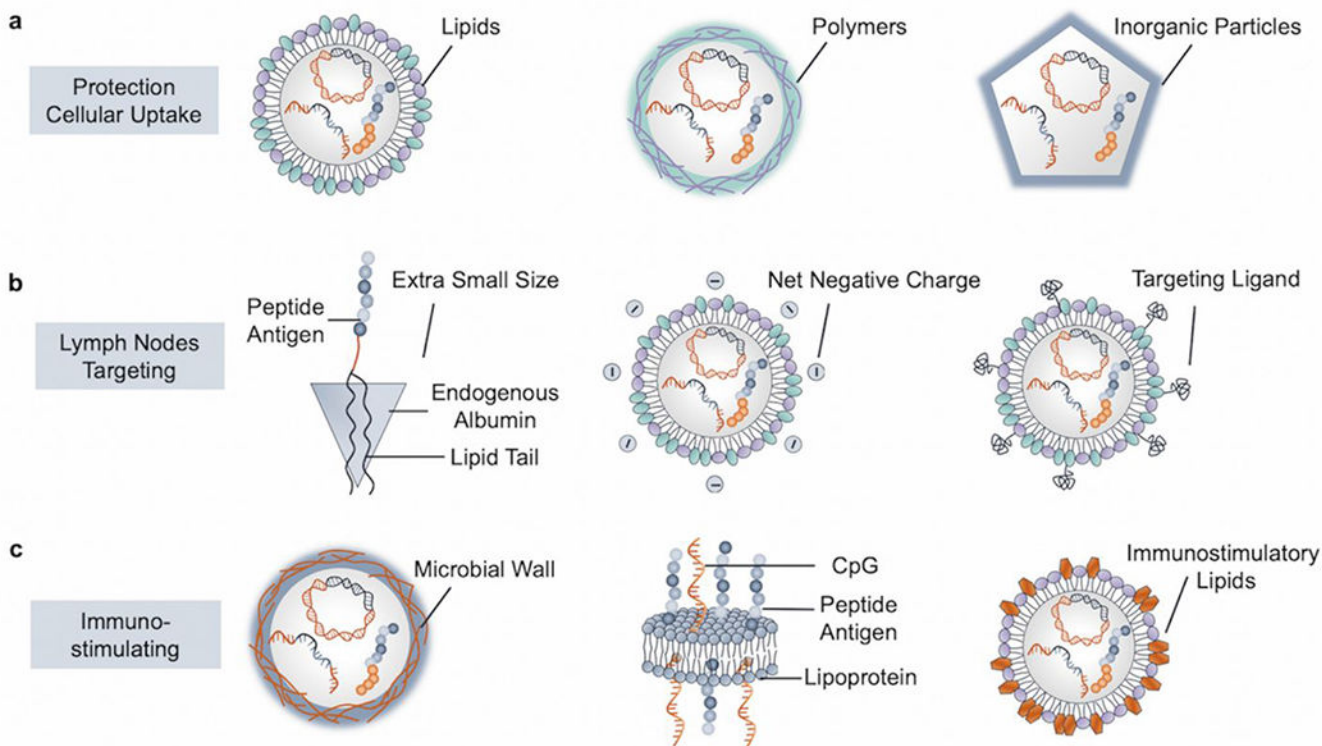 a
Protection
Cellular Uptake
Lipids
Polymers
Inorganic Particles
b
Lymph Nodes
Targeting
Peptide
Antigen
Extra Small Size
Endogenous
Albumin
Lipid Tail
Net Negative Charge
Targeting Ligand
c
Immuno-
stimulating
Microbial Wall
CpG
Peptide
Antigen
Lipoprotein
Immunostimulatory
Lipids